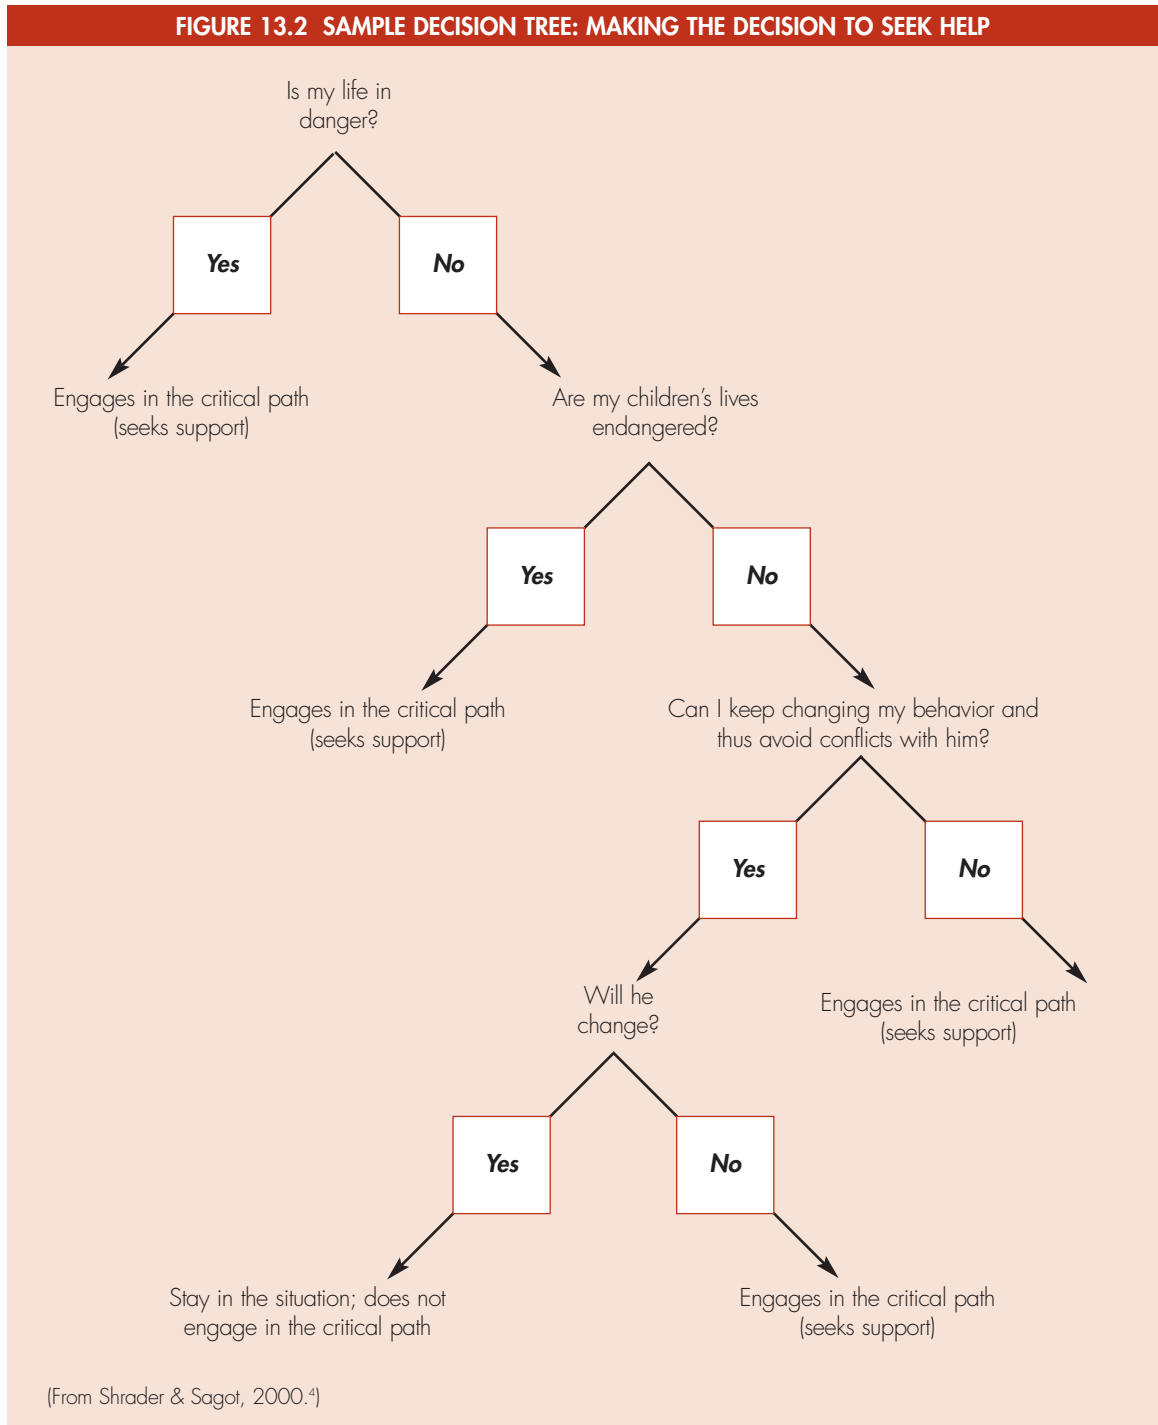 FIGURE 13.2 SAMPLE DECISION TREE: MAKING THE DECISION TO SEEK HELP
Is my life in
danger?
Yes
No
Engages in the critical path
(seeks support)
Are my children’s lives
endangered?
Yes
No
Engages in the critical path
(seeks support)
Can I keep changing my behavior and
thus avoid conflicts with him?
Yes
No
Will he
change?
Engages in the critical path
(seeks support)
Yes
No
Stay in the situation; does not
engage in the critical path
Engages in the critical path
(seeks support)
(From Shrader & Sagot, 2000.⁴)